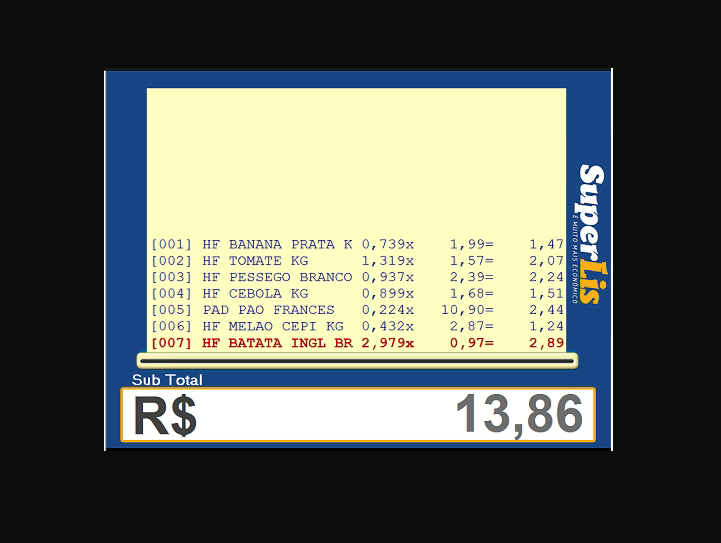 [001] HF BANANA PRATA K 0,739x 1,99= 1,47
[002] HF TOMATE KG 1,319x 1,57= 2,07
[003] HF PESSEGO BRANCO 0,937x 2,39= 2,24
[004] HF CEBOLA KG 0,899x 1,68= 1,51
[005] PAD PAO FRANCES 0,224x 10,90= 2,44
[006] HF MELAO CEPI KG 0,432x 2,87= 1,24
[007] HF BATATA INGL BR 2,979x 0,97= 2,89
Sub Total
R$ 13,86
SuperLis
É MUITO MAIS ECONÔMICO